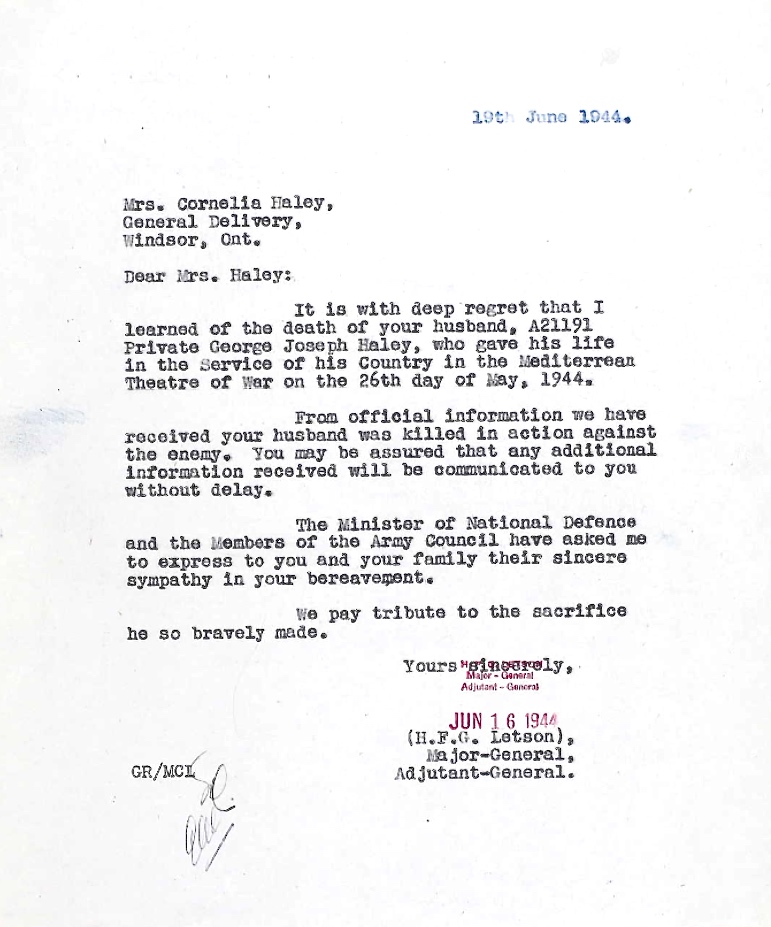 19th June 1944.
Mrs. Cornelia Haley,
General Delivery,
Windsor, Ont.
Dear Mrs. Haley:
It is with deep regret that I
learned of the death of your husband, A21191
Private George Joseph Haley, who gave his life
in the Service of his Country in the Mediterrean
Theatre of War on the 26th day of May, 1944.
From official information we have
received your husband was killed in action against
the enemy. You may be assured that any additional
information received will be communicated to you
without delay.
The Minister of National Defence
and the Members of the Army Council have asked me
to express to you and your family their sincere
sympathy in your bereavement.
We pay tribute to the sacrifice
he so bravely made.
Yours sincerely,
Major - General
Adjutant - General
JUN 16 1944
(H.F.G. Letson),
Major-General,
Adjutant-General.
GR/MCL